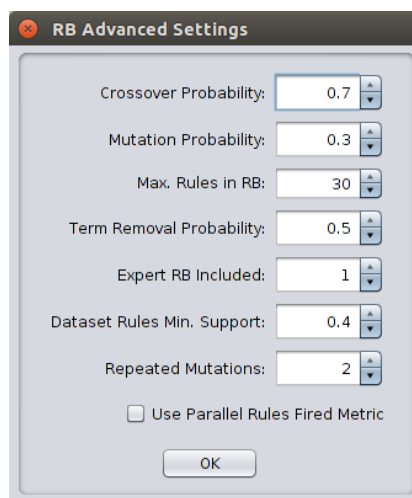 RB Advanced Settings
Crossover Probability: 0.7
Mutation Probability: 0.3
Max. Rules in RB: 30
Term Removal Probability: 0.5
Expert RB Included: 1
Dataset Rules Min. Support: 0.4
Repeated Mutations: 2
Use Parallel Rules Fired Metric
OK